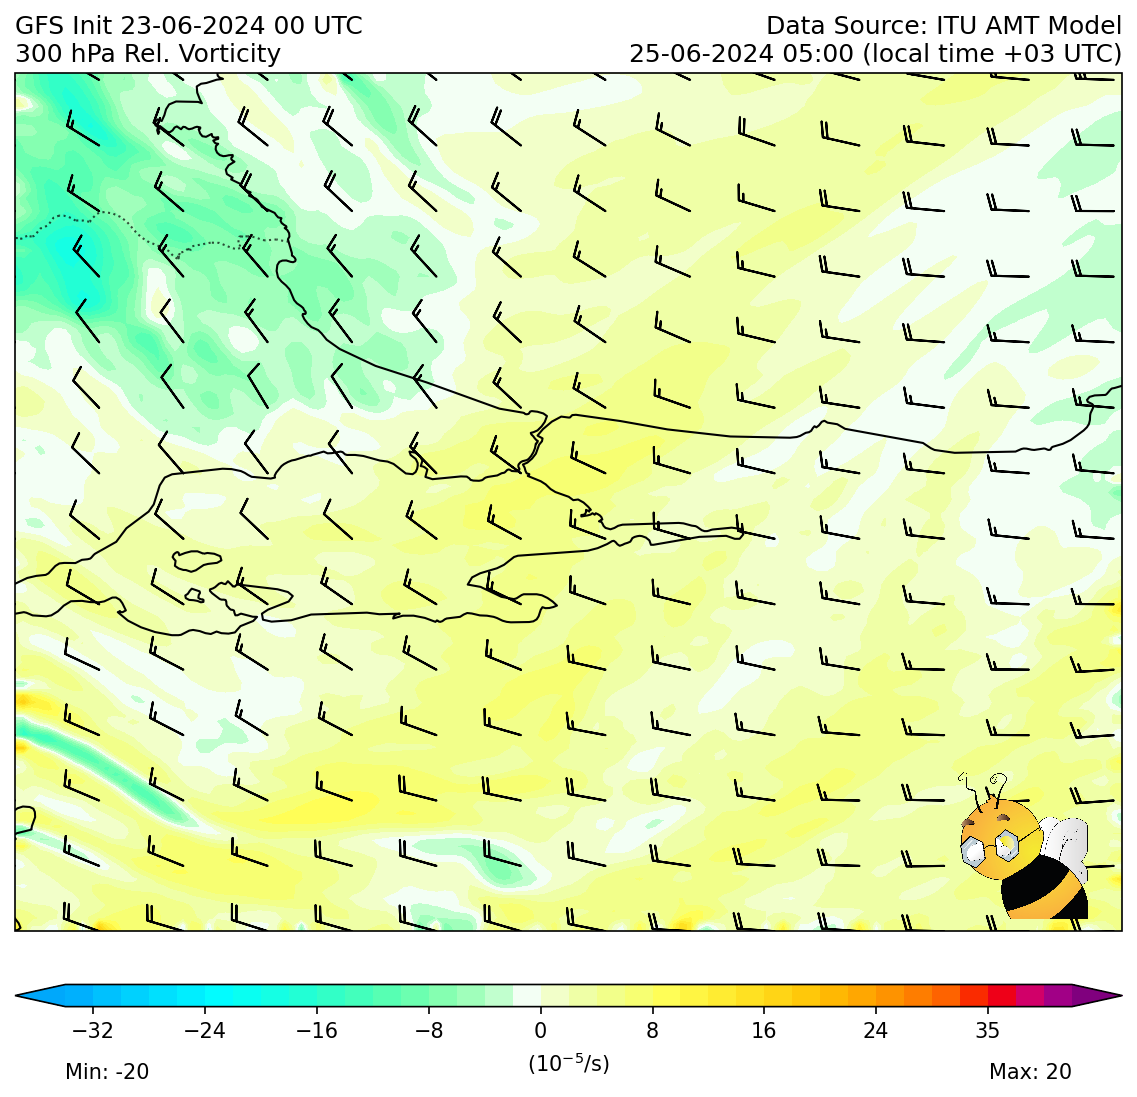 GFS Init 23-06-2024 00 UTC
Data Source: ITU AMT Model
300 hPa Rel. Vorticity
25-06-2024 05:00 (local time +03 UTC)
−32 −24 −16 −8 0 8 16 24 35
(10⁻⁵/s)
Min: -20
Max: 20